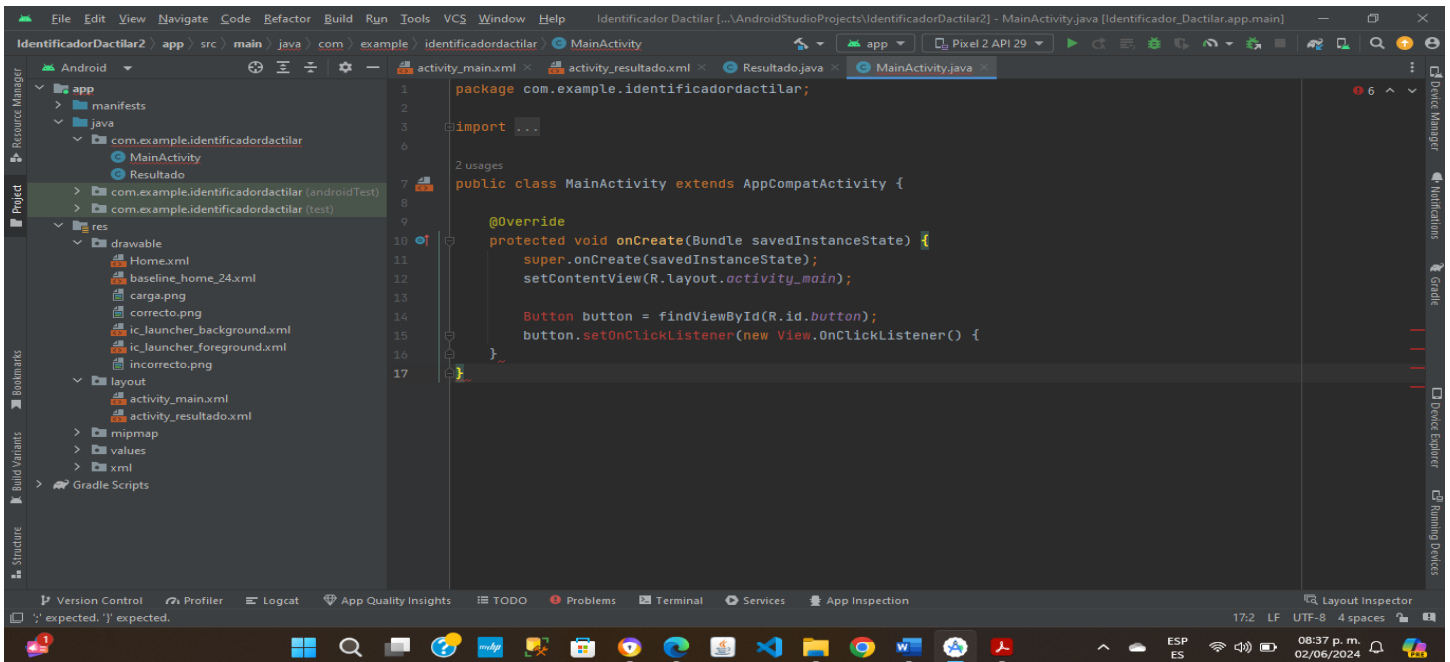 File Edit View Navigate Code Refactor Build Run Tools VCS Window Help Identificador Dactilar [...\AndroidStudioProjects\IdentificadorDactilar2] - MainActivity.java [Identificador_Dactilar.app.main]
IdentificadorDactilar2 app src main java com example identificadordactilar MainActivity app Pixel 2 API 29
Android activity_main.xml activity_resultado.xml Resultado.java MainActivity.java
Resource Manager
Project
Bookmarks
Build Variants
Structure
app
manifests
java
com.example.identificadordactilar
MainActivity
Resultado
com.example.identificadordactilar (androidTest)
com.example.identificadordactilar (test)
res
drawable
Home.xml
baseline_home_24.xml
carga.png
correcto.png
ic_launcher_background.xml
ic_launcher_foreground.xml
incorrecto.png
layout
activity_main.xml
activity_resultado.xml
mipmap
values
xml
Gradle Scripts
6
1 package com.example.identificadordactilar;
2
3 import ...
6
2 usages
7 public class MainActivity extends AppCompatActivity {
8
9 @Override
10 protected void onCreate(Bundle savedInstanceState) {
11 super.onCreate(savedInstanceState);
12 setContentView(R.layout.activity_main);
13
14 Button button = findViewById(R.id.button);
15 button.setOnClickListener(new View.OnClickListener() {
16 }
17 }
Device Manager
Notifications
Gradle
Device Explorer
Running Devices
Version Control Profiler Logcat App Quality Insights TODO Problems Terminal Services App Inspection Layout Inspector
';' expected. '}' expected. 17:2 LF UTF-8 4 spaces
1 mdlp W PRE
ESP
ES
08:37 p. m.
02/06/2024